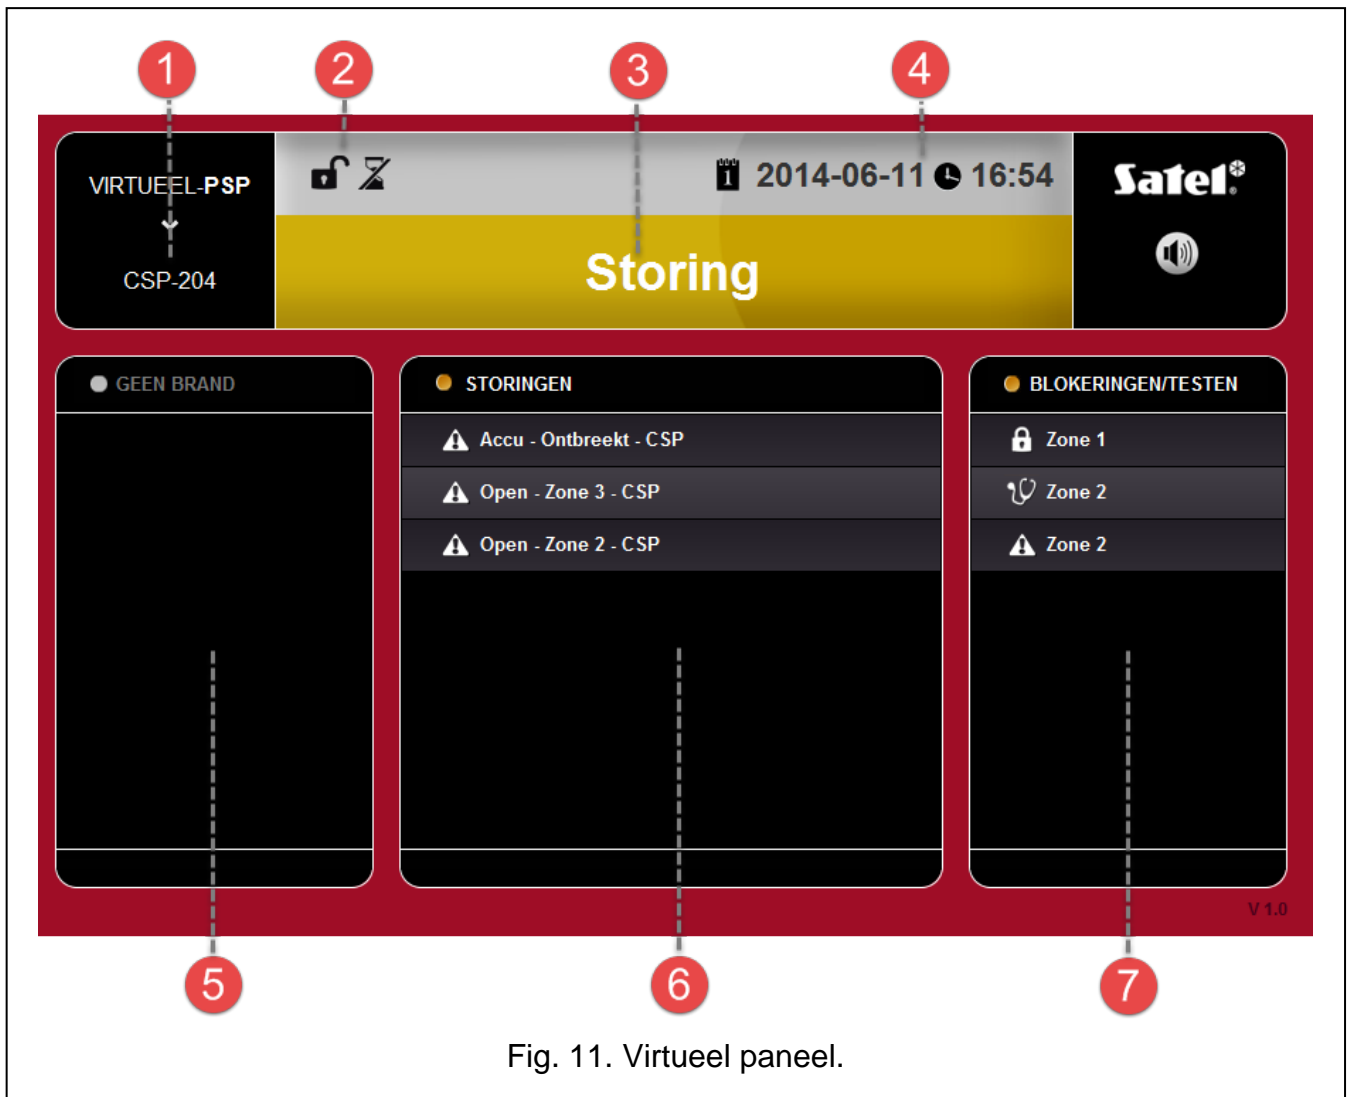 1 2 3 4
VIRTUEEL-PSP
CSP-204
1 2014-06-11 16:54
Storing
Satel®
GEEN BRAND
STORINGEN
Accu - Ontbreekt - CSP
Open - Zone 3 - CSP
Open - Zone 2 - CSP
BLOKERINGEN/TESTEN
Zone 1
Zone 2
Zone 2
V 1.0
5 6 7
Fig. 11. Virtueel paneel.